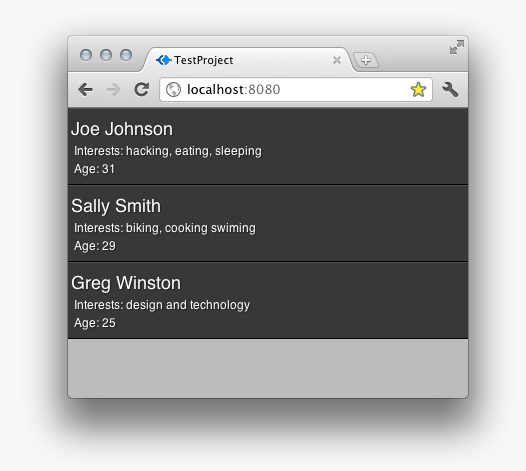 TestProject
localhost:8080
Joe Johnson
Interests: hacking, eating, sleeping
Age: 31
Sally Smith
Interests: biking, cooking swiming
Age: 29
Greg Winston
Interests: design and technology
Age: 25